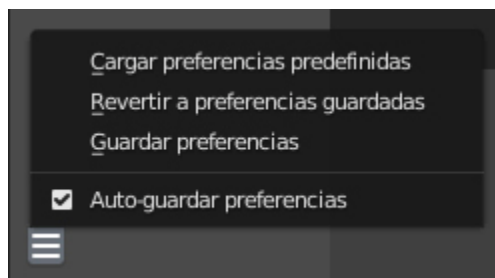 Cargar preferencias predefinidas
Revertir a preferencias guardadas
Guardar preferencias
Auto-guardar preferencias